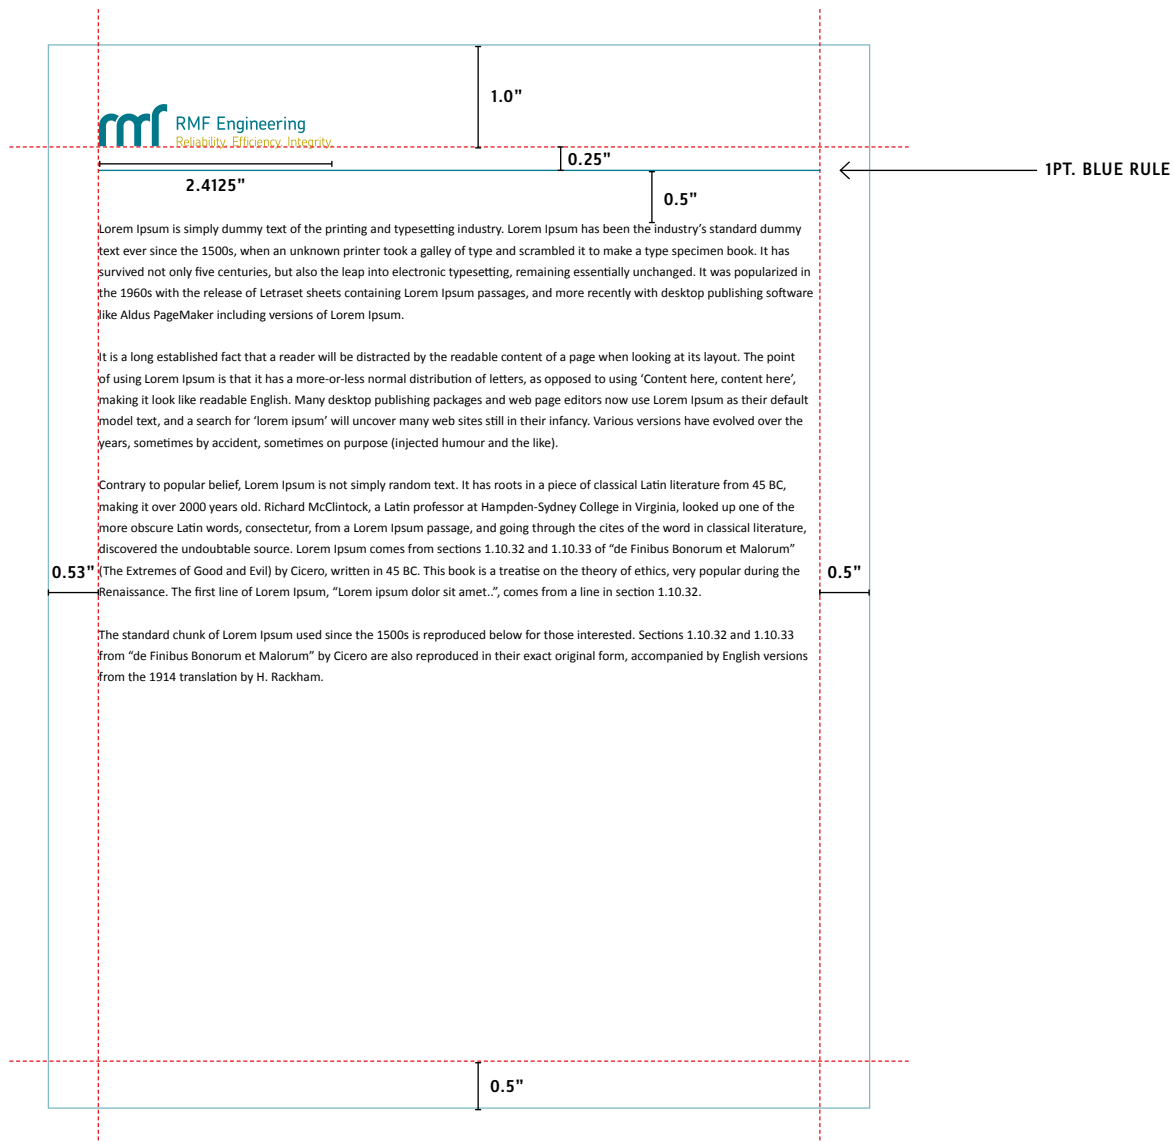 1.0”
rmf RMF Engineering
Reliability. Efficiency. Integrity.
0.25”
1PT. BLUE RULE
2.4125”
0.5”
Lorem Ipsum is simply dummy text of the printing and typesetting industry. Lorem Ipsum has been the industry’s standard dummy
text ever since the 1500s, when an unknown printer took a galley of type and scrambled it to make a type specimen book. It has
survived not only five centuries, but also the leap into electronic typesetting, remaining essentially unchanged. It was popularized in
the 1960s with the release of Letraset sheets containing Lorem Ipsum passages, and more recently with desktop publishing software
like Aldus PageMaker including versions of Lorem Ipsum.
It is a long established fact that a reader will be distracted by the readable content of a page when looking at its layout. The point
of using Lorem Ipsum is that it has a more-or-less normal distribution of letters, as opposed to using ‘Content here, content here’,
making it look like readable English. Many desktop publishing packages and web page editors now use Lorem Ipsum as their default
model text, and a search for ‘lorem ipsum’ will uncover many web sites still in their infancy. Various versions have evolved over the
years, sometimes by accident, sometimes on purpose (injected humour and the like).
Contrary to popular belief, Lorem Ipsum is not simply random text. It has roots in a piece of classical Latin literature from 45 BC,
making it over 2000 years old. Richard McClintock, a Latin professor at Hampden-Sydney College in Virginia, looked up one of the
more obscure Latin words, consectetur, from a Lorem Ipsum passage, and going through the cites of the word in classical literature,
discovered the undoubtable source. Lorem Ipsum comes from sections 1.10.32 and 1.10.33 of “de Finibus Bonorum et Malorum”
(The Extremes of Good and Evil) by Cicero, written in 45 BC. This book is a treatise on the theory of ethics, very popular during the
0.53”
0.5”
Renaissance. The first line of Lorem Ipsum, “Lorem ipsum dolor sit amet..”, comes from a line in section 1.10.32.
The standard chunk of Lorem Ipsum used since the 1500s is reproduced below for those interested. Sections 1.10.32 and 1.10.33
from “de Finibus Bonorum et Malorum” by Cicero are also reproduced in their exact original form, accompanied by English versions
from the 1914 translation by H. Rackham.
0.5”